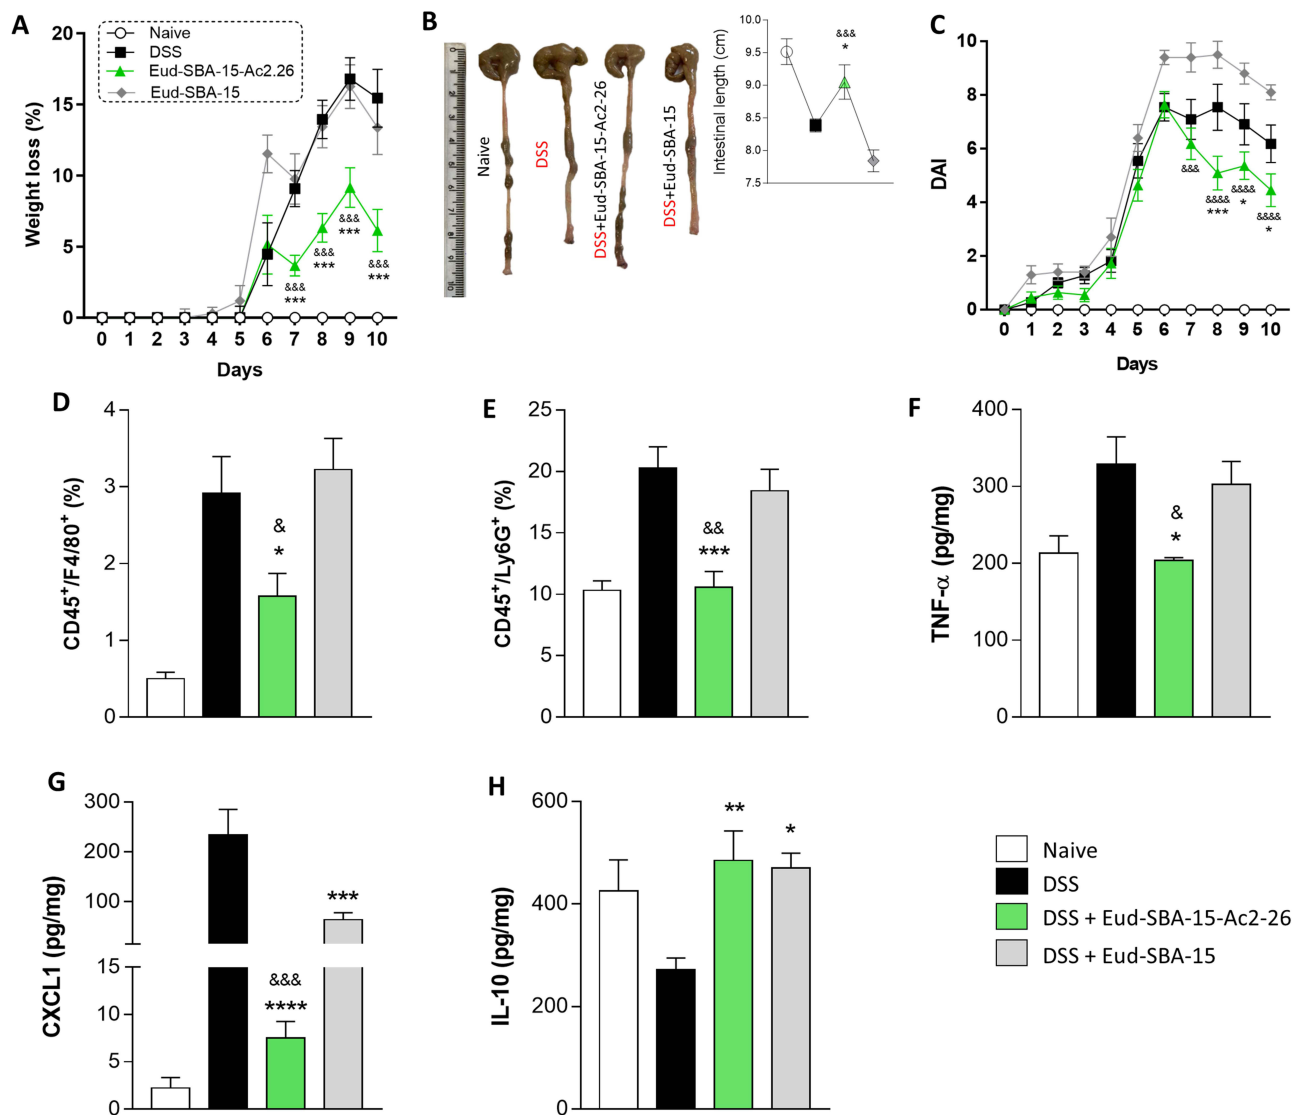 A
Weight loss (%)
20
15
10
5
0
0 1 2 3 4 5 6 7 8 9 10
Days
Naive
DSS
Eud-SBA-15-Ac2.26
Eud-SBA-15
&&&
***
&&&
***
&&&
***
&&&
***
B
Naive
DSS
DSS+Eud-SBA-15-Ac2-26
DSS+Eud-SBA-15
Intestinal length (cm)
9.5
9.0
8.5
8.0
7.5
&&&
*
C
DAI
10
8
6
4
2
0
0 1 2 3 4 5 6 7 8 9 10
Days
&&&
&&&&
***
&&&&
*
&&&&
*
D
CD45⁺/F4/80⁺ (%)
4
3
2
1
0
&
*
E
CD45⁺/Ly6G⁺ (%)
25
20
15
10
5
0
&&
***
F
TNF-α (pg/mg)
400
300
200
100
0
&
*
G
CXCL1 (pg/mg)
300
250
200
100
50
15
10
5
0
&&&
****
***
H
IL-10 (pg/mg)
600
400
200
0
**
*
Naive
DSS
DSS + Eud-SBA-15-Ac2-26
DSS + Eud-SBA-15